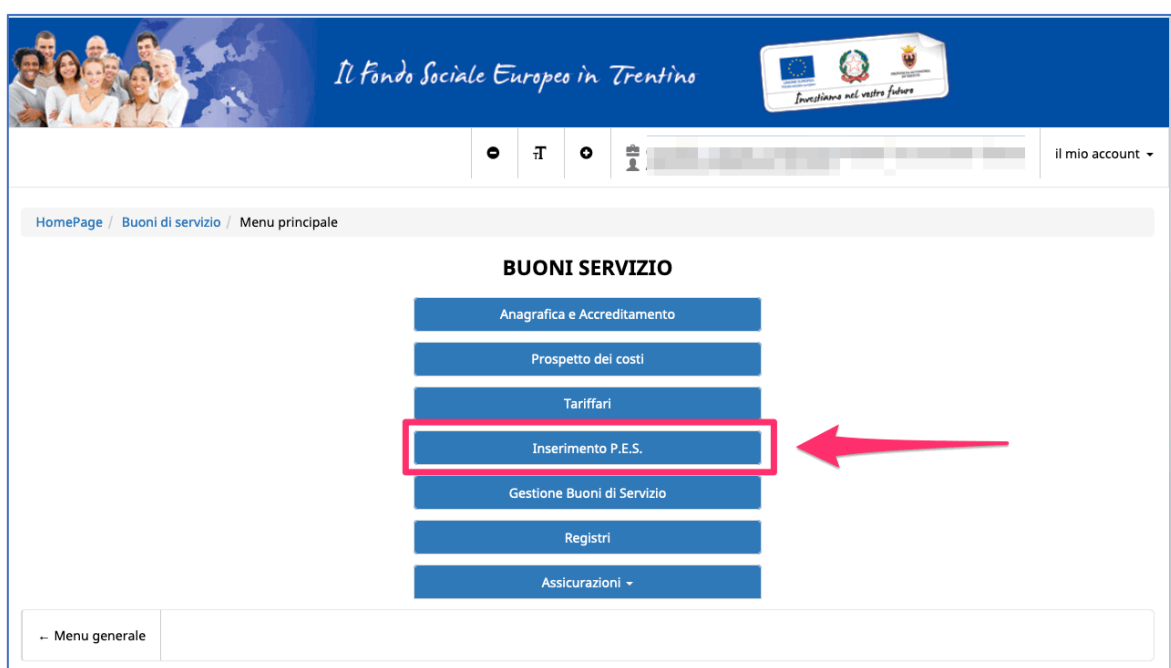 Il Fondo Sociale Europeo in Trentino
Investiamo nel vostro futuro
T
il mio account
HomePage / Buoni di servizio / Menu principale
BUONI SERVIZIO
Anagrafica e Accreditamento
Prospetto dei costi
Tariffari
Inserimento P.E.S.
Gestione Buoni di Servizio
Registri
Assicurazioni
← Menu generale